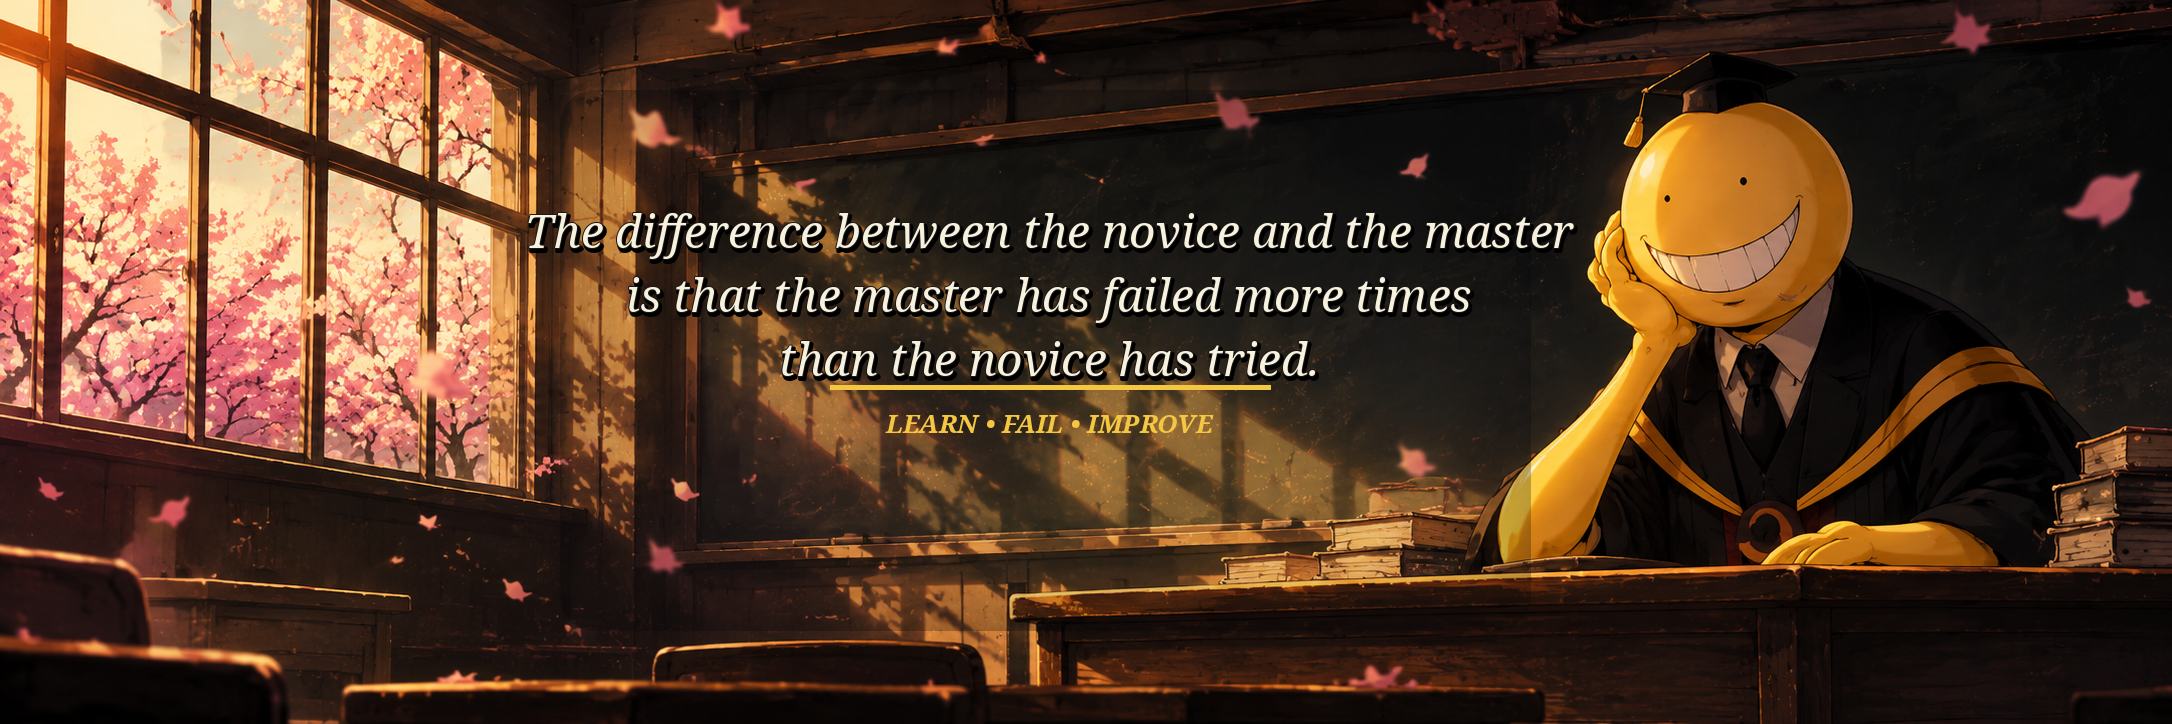 The difference between the novice and the master
is that the master has failed more times
than the novice has tried.
LEARN • FAIL • IMPROVE